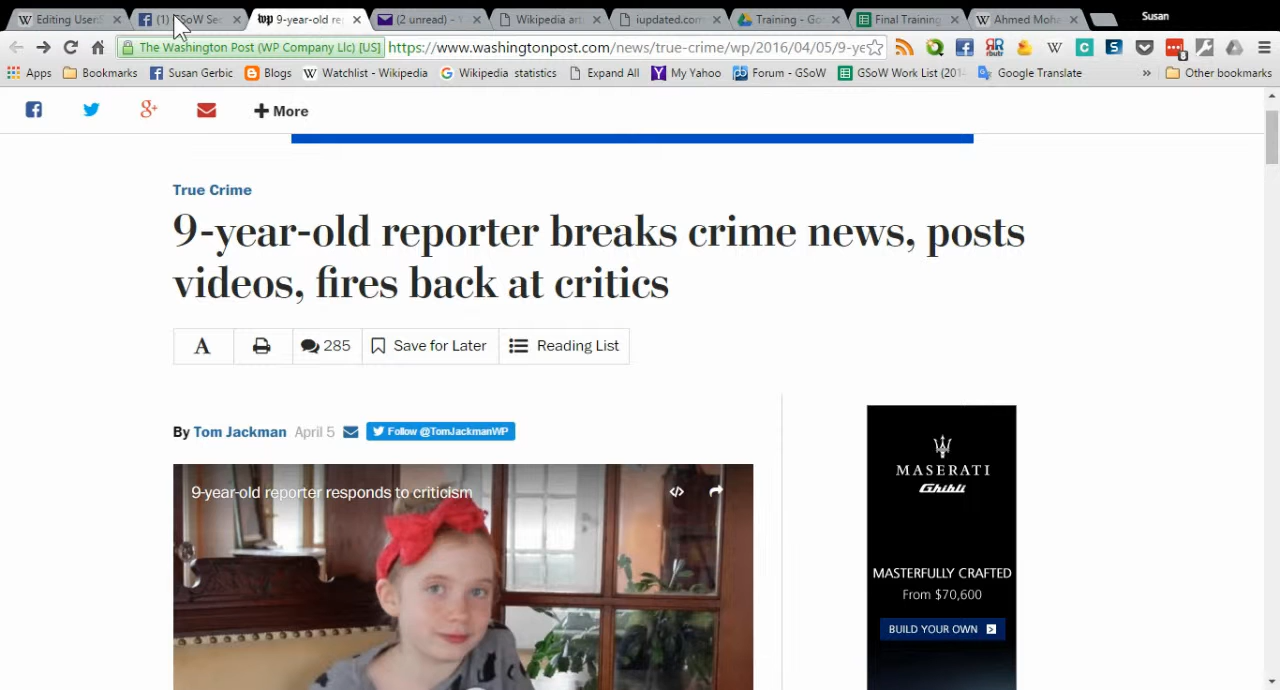 Editing User:
(1) GSoW Sec
wp 9-year-old re
(2 unread) - Y
Wikipedia arti
iupdated.com
Training - Go
Final Training
Ahmed Moha
Susan
The Washington Post (WP Company Llc) [US] https://www.washingtonpost.com/news/true-crime/wp/2016/04/05/9-ye
Apps Bookmarks Susan Gerbic Blogs Watchlist - Wikipedia Wikipedia statistics Expand All My Yahoo Forum - GSoW GSoW Work List (201 Google Translate » Other bookmarks
+ More
True Crime
9-year-old reporter breaks crime news, posts
videos, fires back at critics
A 285 Save for Later Reading List
By Tom Jackman April 5 Follow @TomJackmanWP
9-year-old reporter responds to criticism
MASERATI
Ghibli
MASTERFULLY CRAFTED
From $70,600
BUILD YOUR OWN